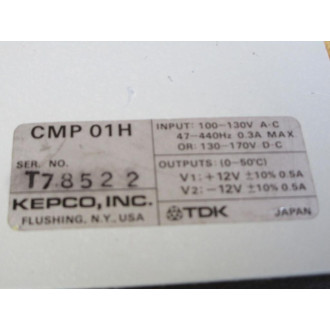 CMP 01H
SER. NO.
T78522
KEPCO, INC.
FLUSHING, N.Y., USA
INPUT: 100-130V A·C
47-440Hz 0.3A MAX
OR: 130-170V D·C
OUTPUTS: (0-50°C)
V1: +12V ±10% 0.5A
V2: -12V ±10% 0.5A
TDK JAPAN